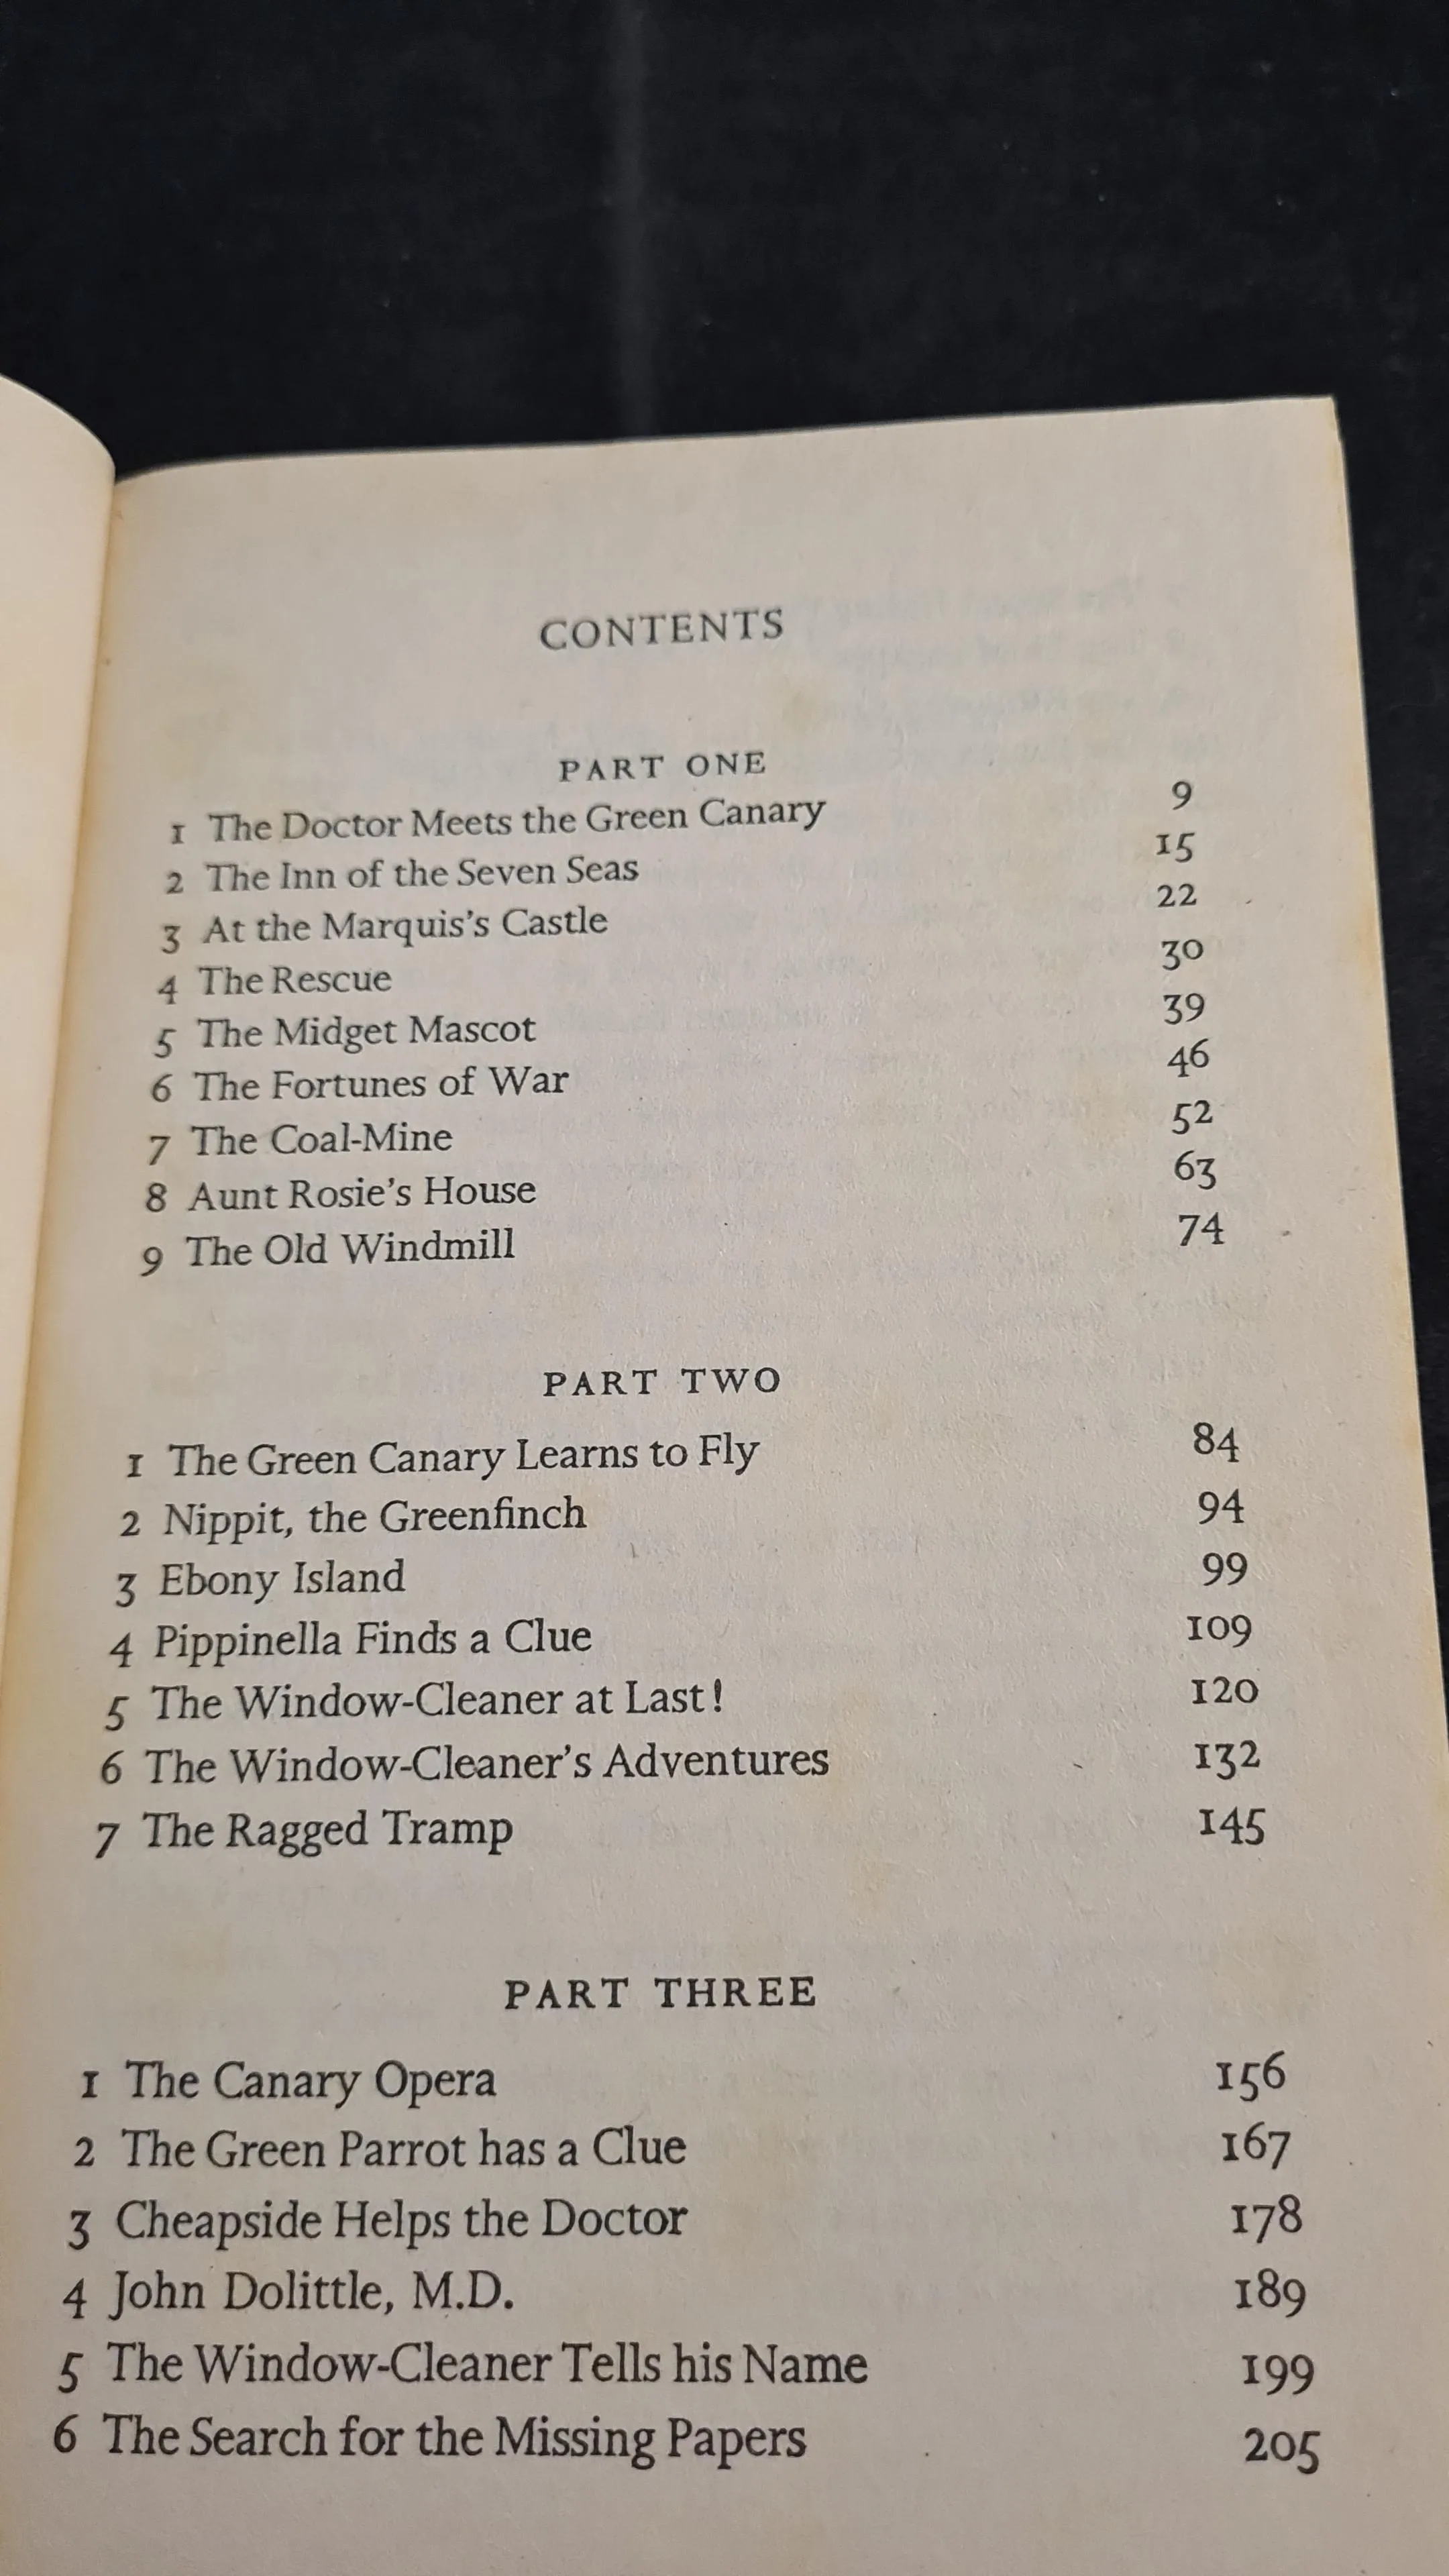 CONTENTS
PART ONE
1 The Doctor Meets the Green Canary 9
2 The Inn of the Seven Seas 15
3 At the Marquis's Castle 22
4 The Rescue 30
5 The Midget Mascot 39
6 The Fortunes of War 46
7 The Coal-Mine 52
8 Aunt Rosie's House 63
9 The Old Windmill 74
PART TWO
1 The Green Canary Learns to Fly 84
2 Nippit, the Greenfinch 94
3 Ebony Island 99
4 Pippinella Finds a Clue 109
5 The Window-Cleaner at Last! 120
6 The Window-Cleaner's Adventures 132
7 The Ragged Tramp 145
PART THREE
1 The Canary Opera 156
2 The Green Parrot has a Clue 167
3 Cheapside Helps the Doctor 178
4 John Dolittle, M.D. 189
5 The Window-Cleaner Tells his Name 199
6 The Search for the Missing Papers 205